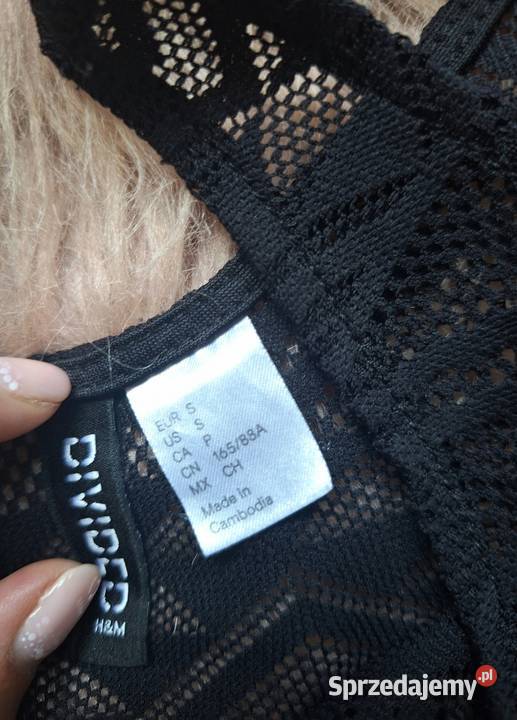 EUR S
US S
CA P
CN 165/88A
MX CH
Made in
Cambodia
DIVIDED
H&M
Sprzedajemy.pl